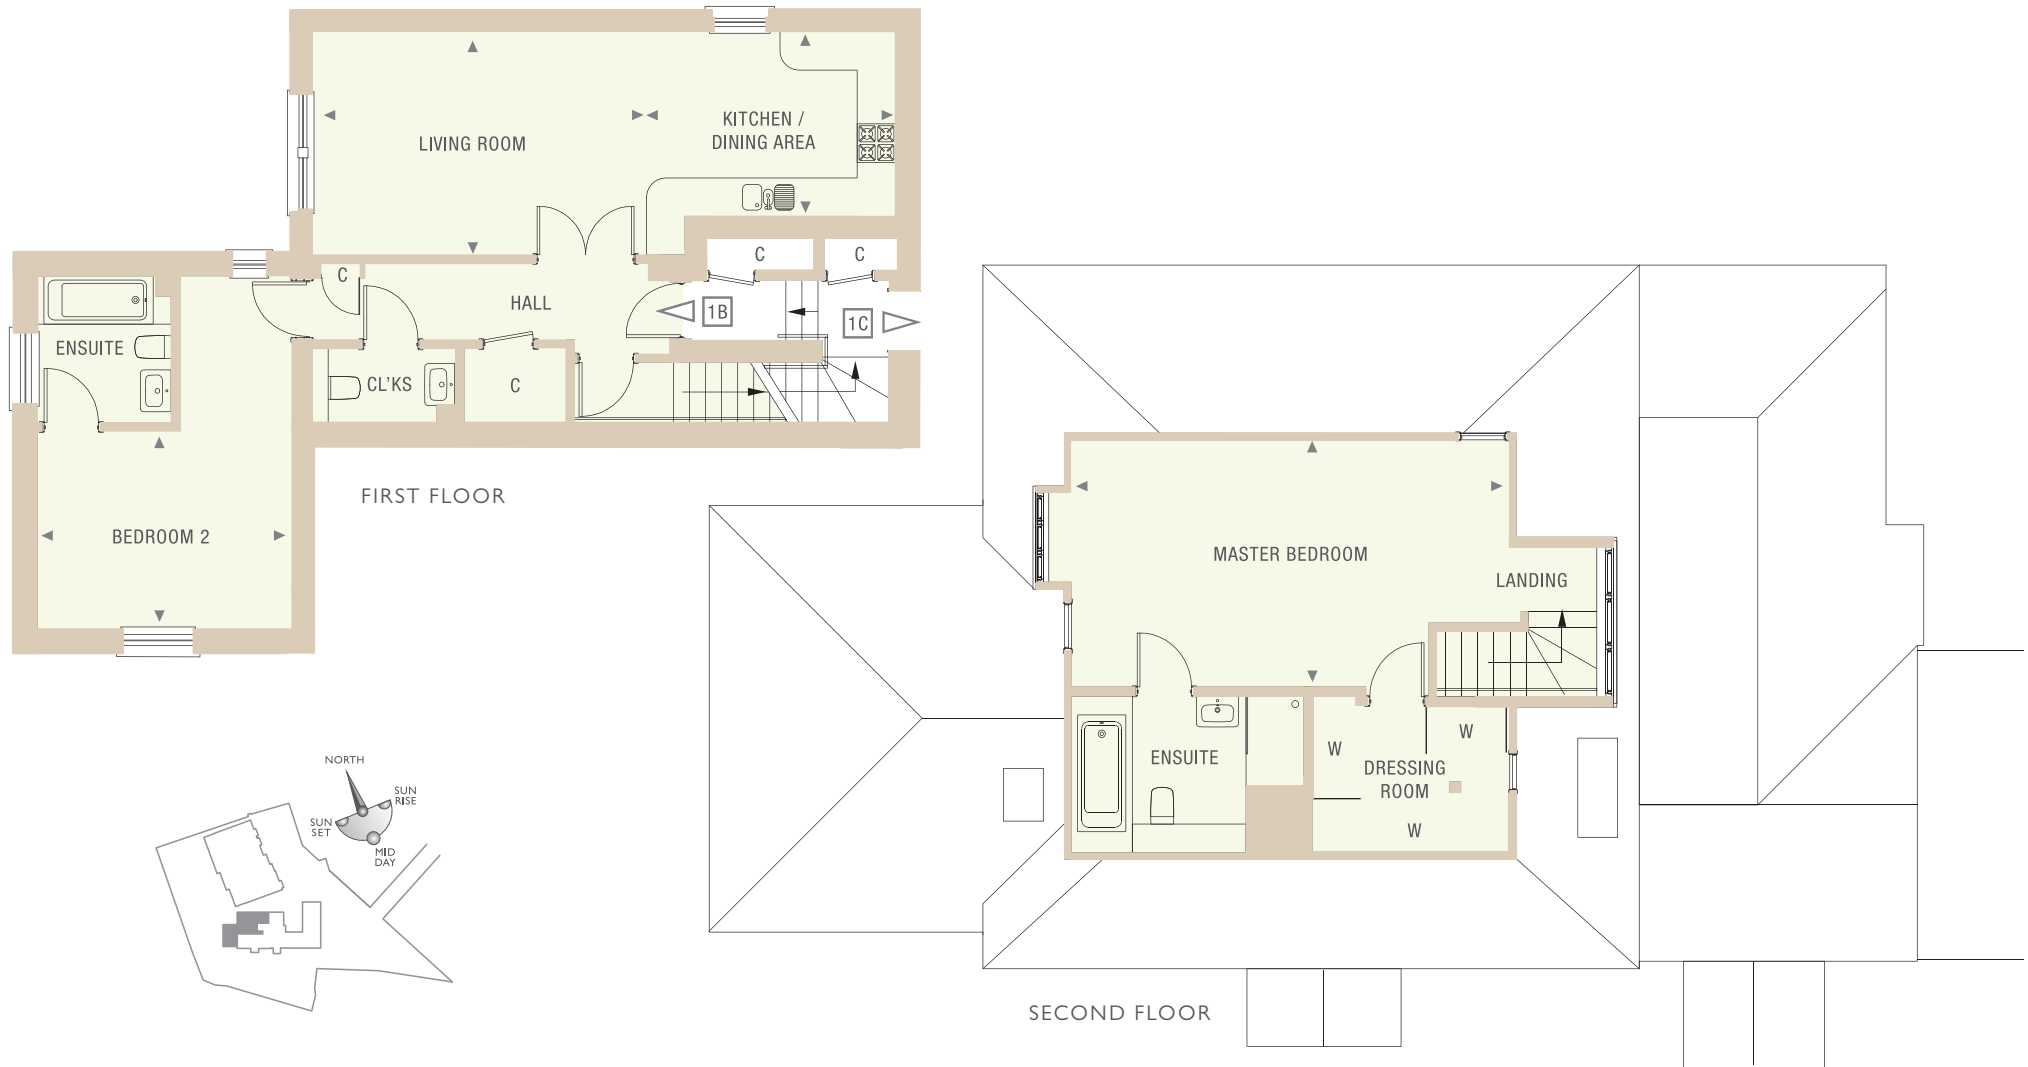 KITCHEN /
DINING AREA
LIVING ROOM
C
C
C
HALL
1B
1C
ENSUITE
CL'KS
C
FIRST FLOOR
BEDROOM 2
MASTER BEDROOM
LANDING
W
W
ENSUITE
DRESSING
ROOM
W
NORTH
SUN
RISE
SUN
SET
MID
DAY
SECOND FLOOR